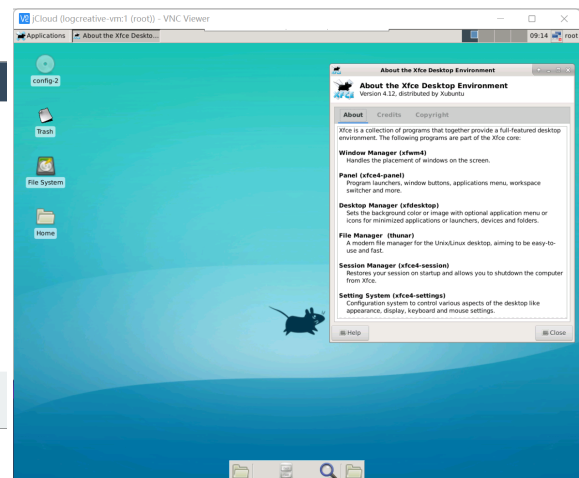 jCloud (logcreative-vm:1 (root)) - VNC Viewer
Applications
About the Xfce Deskto...
09:14
root
config-2
Trash
File System
Home
About the Xfce Desktop Environment
About the Xfce Desktop Environment
Version 4.12, distributed by Xubuntu
About
Credits
Copyright
Xfce is a collection of programs that together provide a full-featured desktop
environment. The following programs are part of the Xfce core:
Window Manager (xfwm4)
Handles the placement of windows on the screen.
Panel (xfce4-panel)
Program launchers, window buttons, applications menu, workspace
switcher and more.
Desktop Manager (xfdesktop)
Sets the background color or image with optional application menu or
icons for minimized applications or launchers, devices and folders.
File Manager (thunar)
A modern file manager for the Unix/Linux desktop, aiming to be easy-to-
use and fast.
Session Manager (xfce4-session)
Restores your session on startup and allows you to shutdown the computer
from Xfce.
Setting System (xfce4-settings)
Configuration system to control various aspects of the desktop like
appearance, display, keyboard and mouse settings.
Help
Close